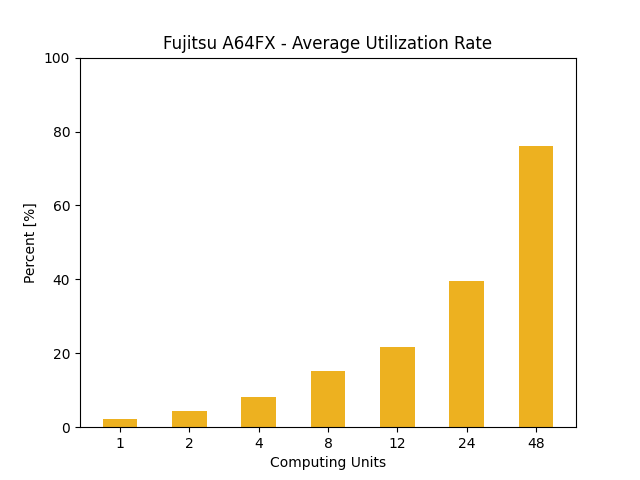 Fujitsu A64FX - Average Utilization Rate
100
80
60
40
20
0
Percent [%]
1 2 4 8 12 24 48
Computing Units